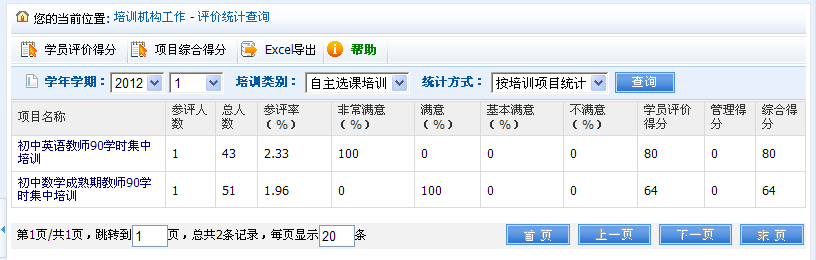 您的当前位置: 培训机构工作 - 评价统计查询
学员评价得分 项目综合得分 Excel导出 帮助
学年学期： 2012 1 培训类别： 自主选课培训 统计方式： 按培训项目统计 查询
项目名称 参评人数 总人数 参评率（%） 非常满意（%） 满意（%） 基本满意（%） 不满意（%） 学员评价得分 管理得分 综合得分
初中英语教师90学时集中培训 1 43 2.33 100 0 0 0 80 0 80
初中数学成熟期教师90学时集中培训 1 51 1.96 0 100 0 0 64 0 64
第1页/共1页，跳转到 1 页，总共2条记录，每页显示 20 条 首 页 上一页 下一页 末 页